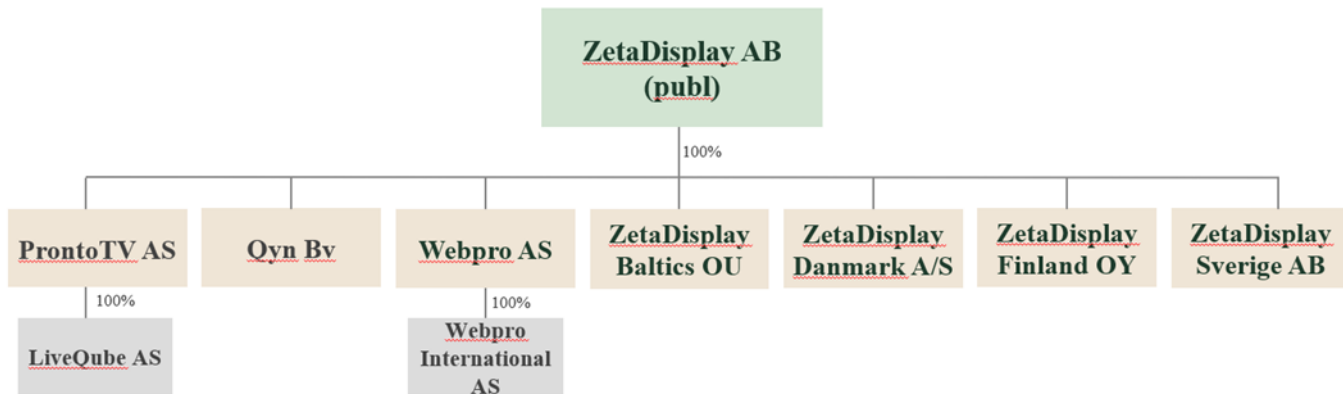 ZetaDisplay AB
(publ)
100%
ProntoTV AS
Qyn Bv
Webpro AS
ZetaDisplay
Baltics OU
ZetaDisplay
Danmark A/S
ZetaDisplay
Finland OY
ZetaDisplay
Sverige AB
100%
100%
LiveQube AS
Webpro
International
AS